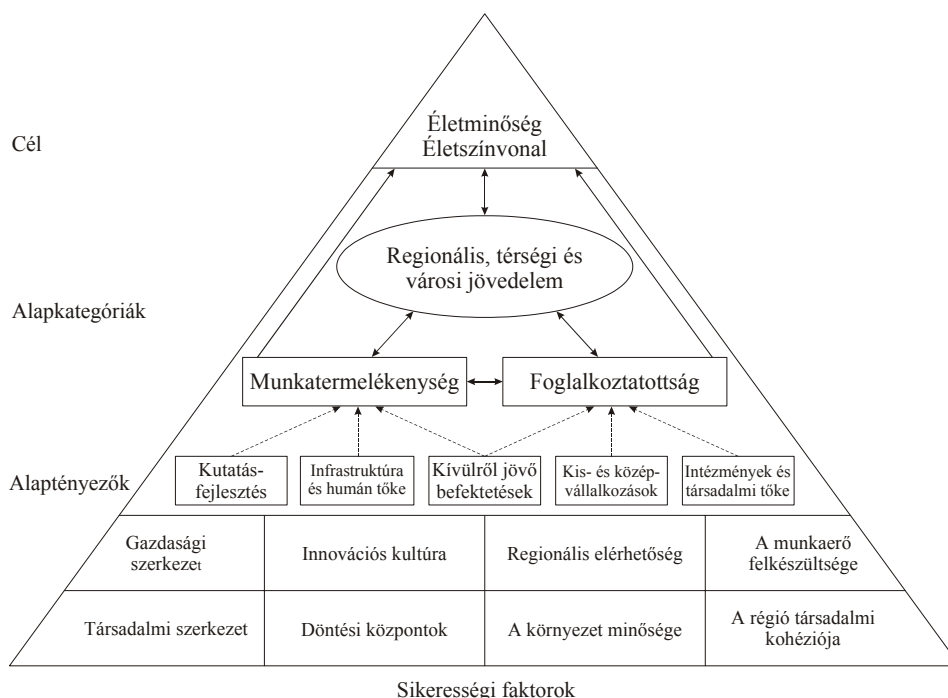 Életminőség
Életszínvonal
Cél
Regionális, térségi és
városi jövedelem
Alapkategóriák
Munkatermelékenység
Foglalkoztatottság
Alaptényezők
Kutatás-
fejlesztés
Infrastruktúra
és humán tőke
Kívülről jövő
befektetések
Kis- és közép-
vállalkozások
Intézmények és
társadalmi tőke
Gazdasági
szerkezet
Innovációs kultúra
Regionális elérhetőség
A munkaerő
felkészültsége
Társadalmi szerkezet
Döntési központok
A környezet minősége
A régió társadalmi
kohéziója
Sikerességi faktorok